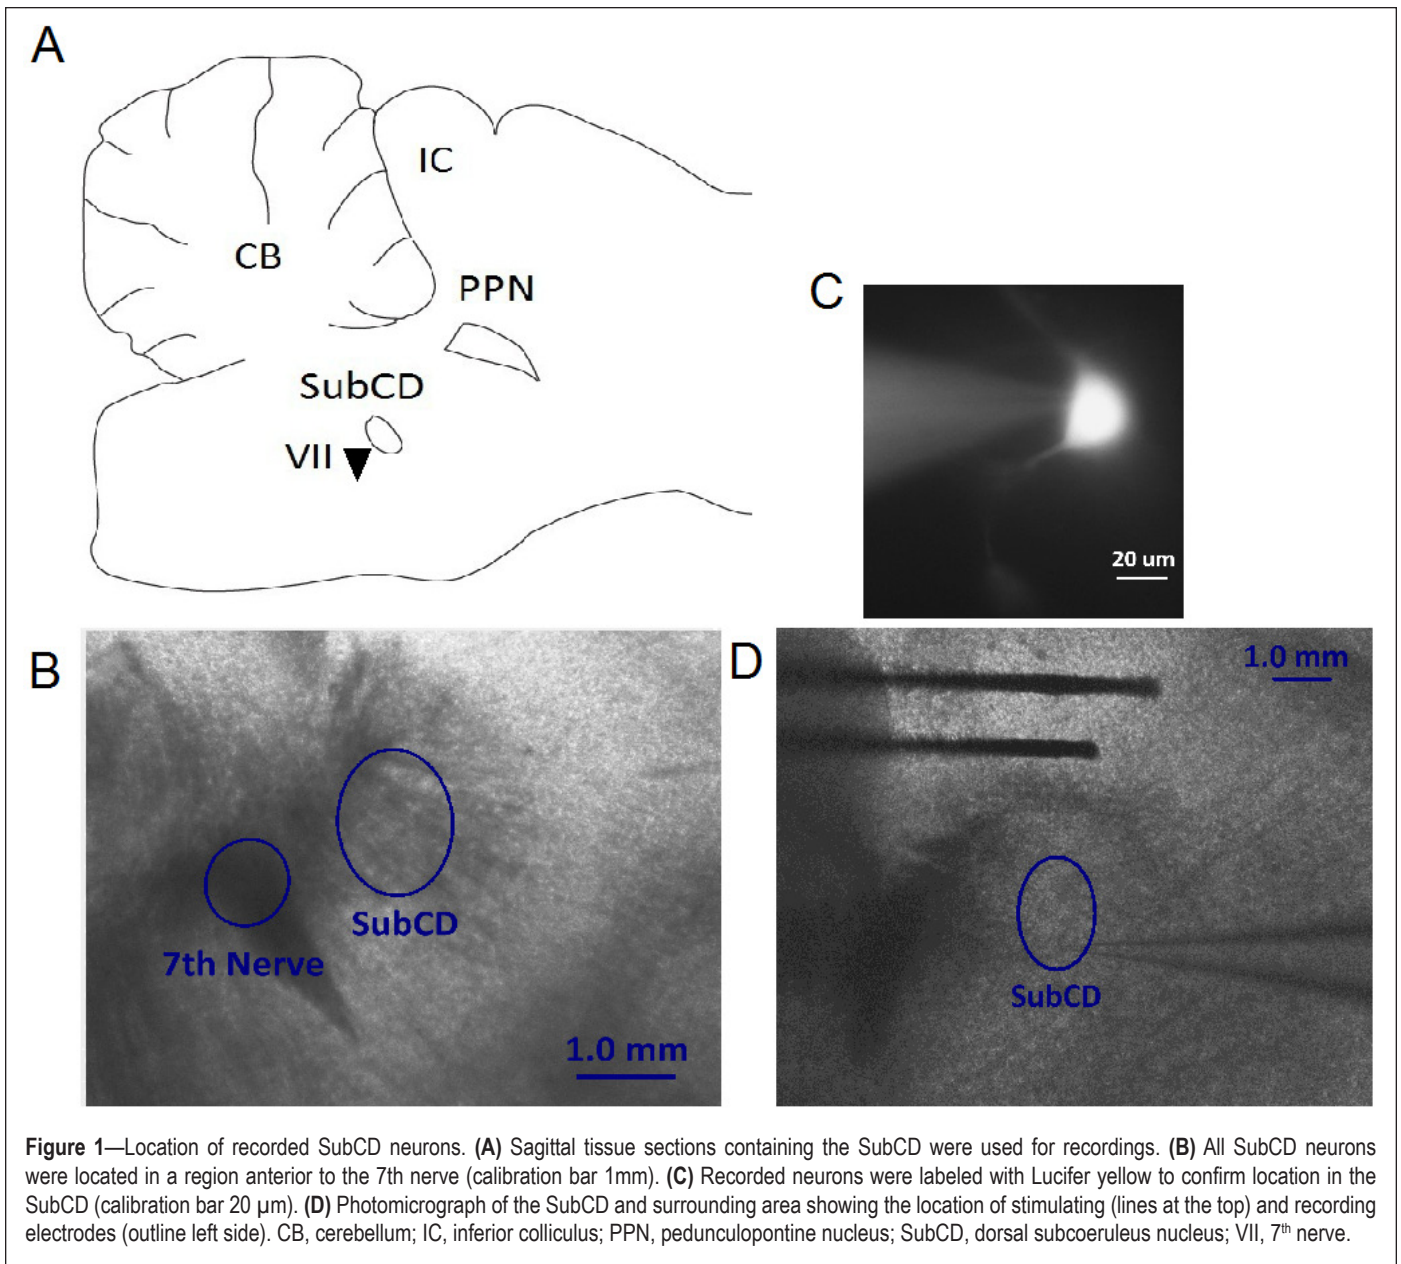 A
IC
CB
PPN
SubCD
VII
C
20 um
B
7th Nerve
SubCD
1.0 mm
D
1.0 mm
SubCD
Figure 1—Location of recorded SubCD neurons. (A) Sagittal tissue sections containing the SubCD were used for recordings. (B) All SubCD neurons
were located in a region anterior to the 7th nerve (calibration bar 1mm). (C) Recorded neurons were labeled with Lucifer yellow to confirm location in the
SubCD (calibration bar 20 µm). (D) Photomicrograph of the SubCD and surrounding area showing the location of stimulating (lines at the top) and recording
electrodes (outline left side). CB, cerebellum; IC, inferior colliculus; PPN, pedunculopontine nucleus; SubCD, dorsal subcoeruleus nucleus; VII, 7th nerve.